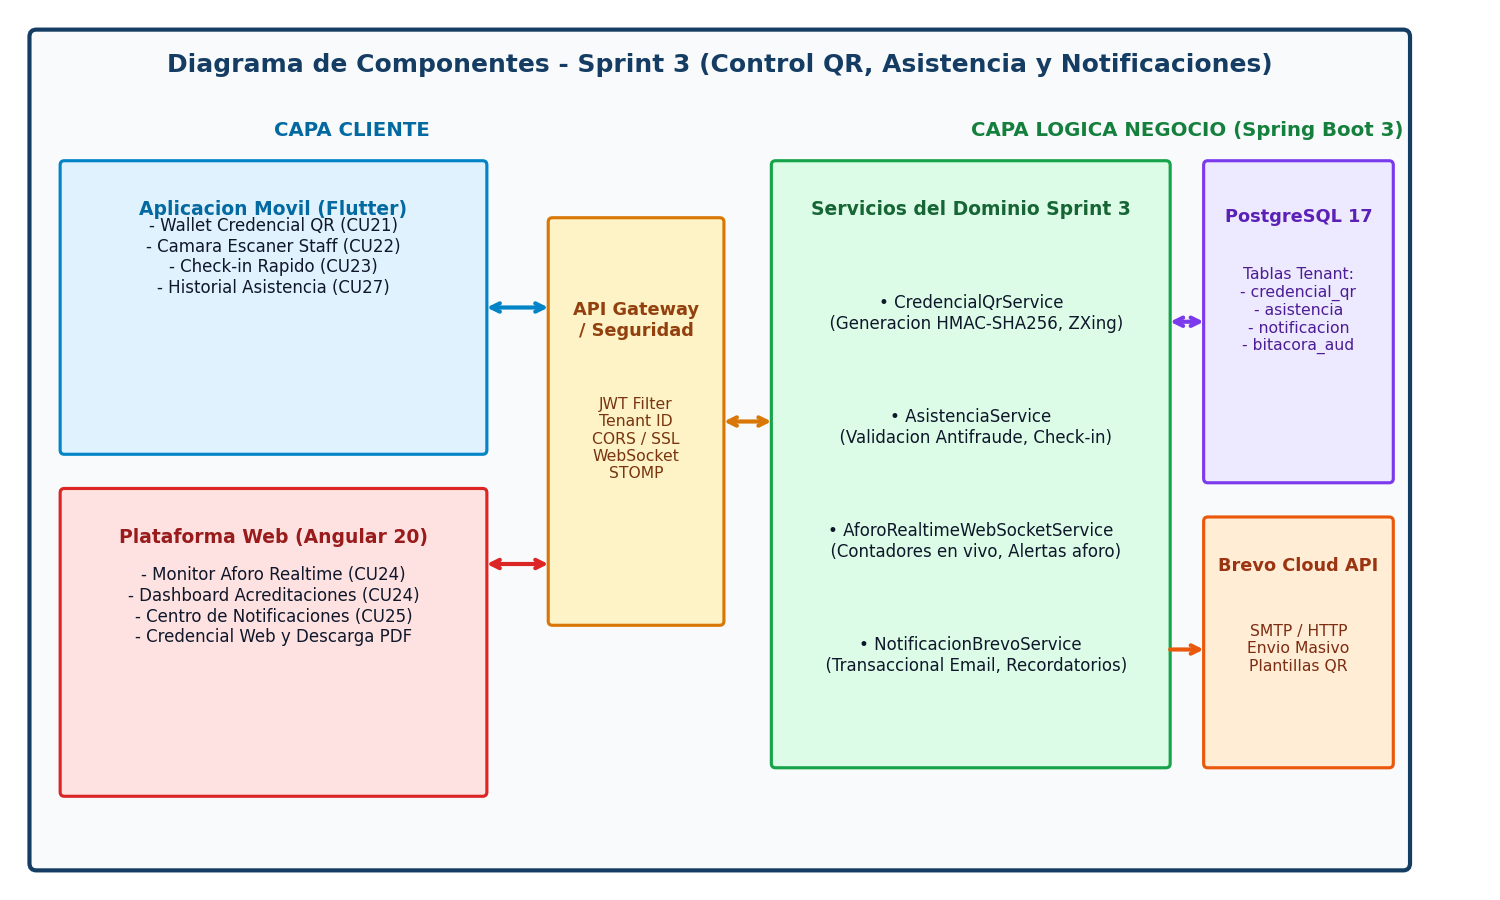 Diagrama de Componentes - Sprint 3 (Control QR, Asistencia y Notificaciones)
CAPA CLIENTE
CAPA LOGICA NEGOCIO (Spring Boot 3)
Aplicacion Movil (Flutter)
- Wallet Credencial QR (CU21)
- Camara Escaner Staff (CU22)
- Check-in Rapido (CU23)
- Historial Asistencia (CU27)
Plataforma Web (Angular 20)
- Monitor Aforo Realtime (CU24)
- Dashboard Acreditaciones (CU24)
- Centro de Notificaciones (CU25)
- Credencial Web y Descarga PDF
API Gateway
/ Seguridad
JWT Filter
Tenant ID
CORS / SSL
WebSocket
STOMP
Servicios del Dominio Sprint 3
• CredencialQrService
(Generacion HMAC-SHA256, ZXing)
• AsistenciaService
(Validacion Antifraude, Check-in)
• AforoRealtimeWebSocketService
(Contadores en vivo, Alertas aforo)
• NotificacionBrevoService
(Transaccional Email, Recordatorios)
PostgreSQL 17
Tablas Tenant:
- credencial_qr
- asistencia
- notificacion
- bitacora_aud
Brevo Cloud API
SMTP / HTTP
Envio Masivo
Plantillas QR